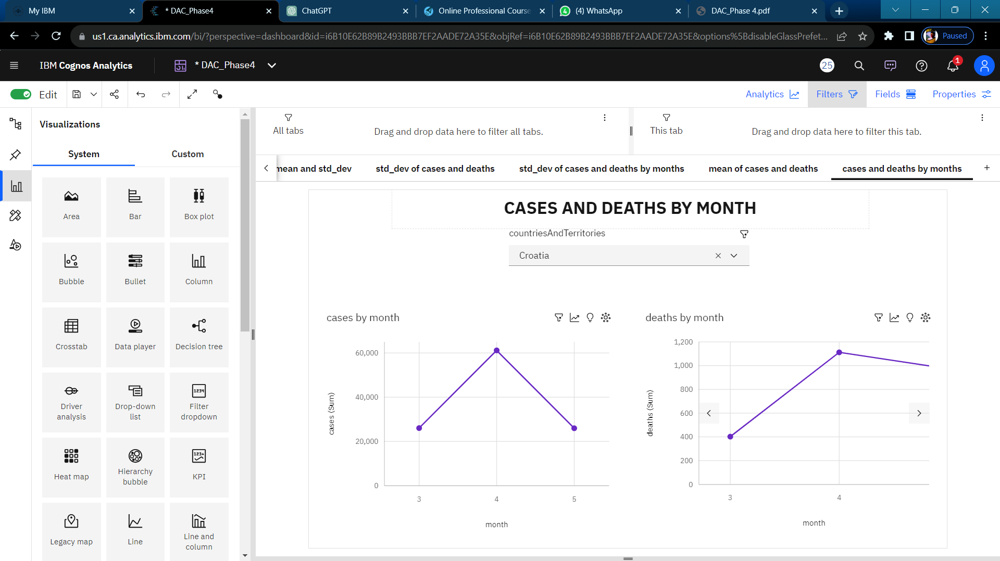 My IBM
* DAC_Phase4
ChatGPT
Online Professional Course
(4) WhatsApp
DAC_Phase 4.pdf
us1.ca.analytics.ibm.com/bi/?perspective=dashboard&id=i6B10E62B89B2493BBB7EF2AADE72A35E&objRef=i6B10E62B89B2493BBB7EF2AADE72A35E&options%5BdisableGlassPrefet...
Paused
IBM Cognos Analytics
* DAC_Phase4
25
1
Edit
Analytics
Filters
Fields
Properties
Visualizations
System
Custom
Area
Bar
Box plot
Bubble
Bullet
Column
Crosstab
Data player
Decision tree
Driver
analysis
Drop-down
list
Filter
dropdown
Heat map
Hierarchy
bubble
KPI
Legacy map
Line
Line and
column
All tabs
Drag and drop data here to filter all tabs.
This tab
Drag and drop data here to filter this tab.
mean and std_dev
std_dev of cases and deaths
std_dev of cases and deaths by months
mean of cases and deaths
cases and deaths by months
CASES AND DEATHS BY MONTH
countriesAndTerritories
Croatia
cases by month
60,000
40,000
20,000
0
cases (Sum)
3
4
5
month
deaths by month
1,200
1,000
800
600
400
200
0
deaths (Sum)
3
4
month